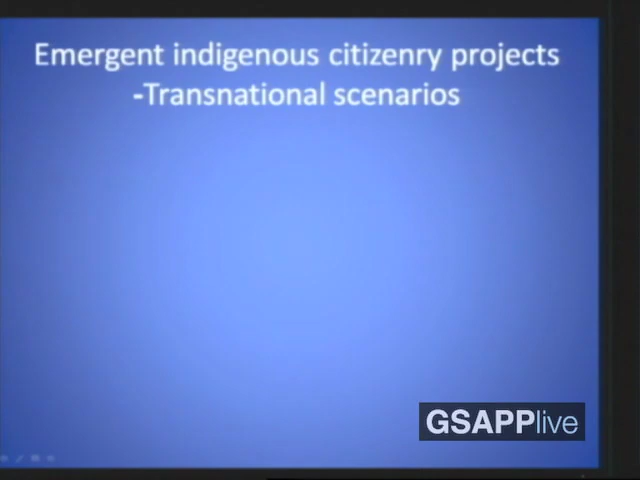 Emergent indigenous citizenry projects
-Transnational scenarios
GSAPPlive